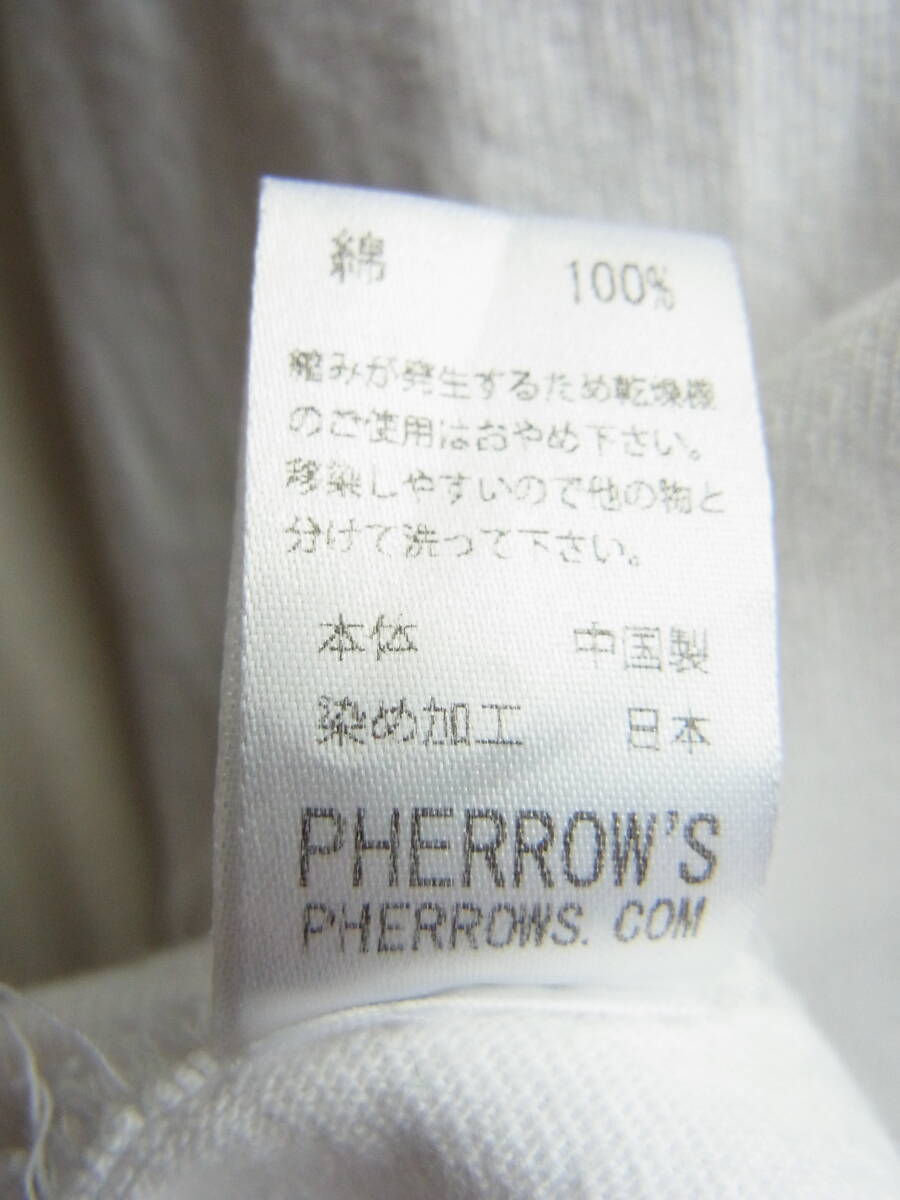 綿 100%
縮みが発生するため乾燥機
のご使用はおやめ下さい。
移染しやすいので他の物と
分けて洗って下さい。
本体 中国製
染め加工 日本
PHERROW'S
PHERROWS.COM